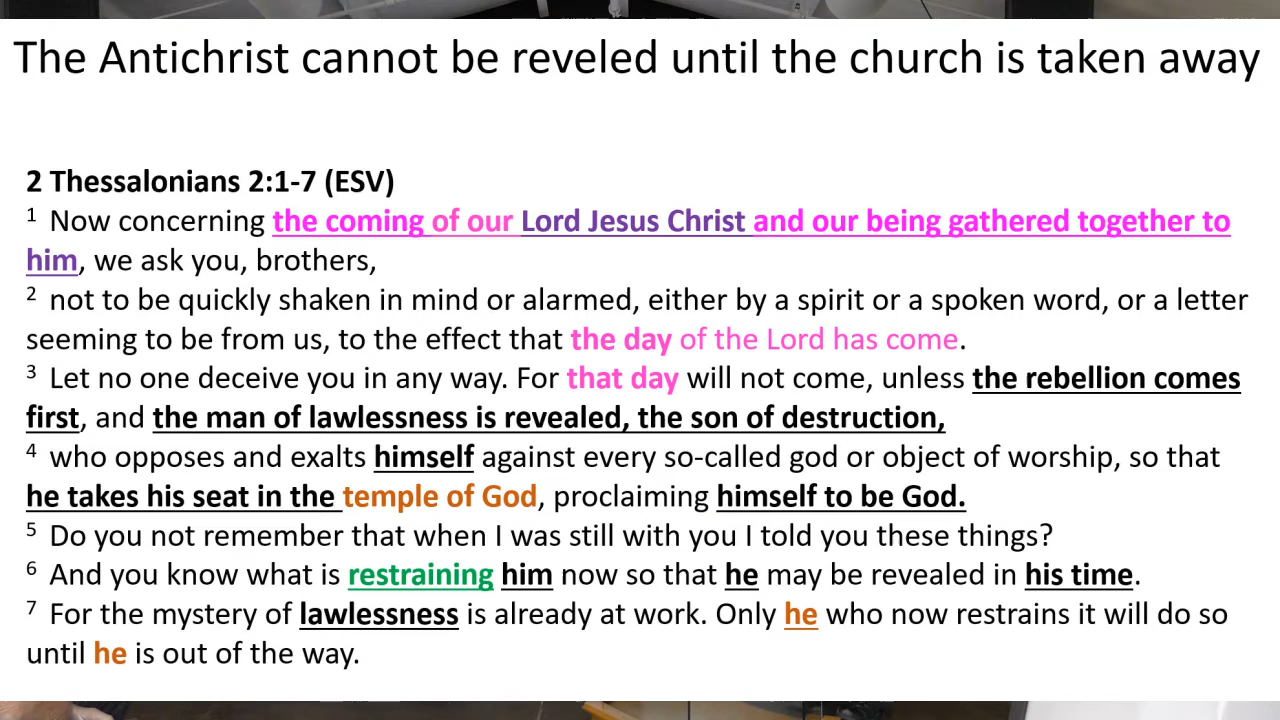 The Antichrist cannot be reveled until the church is taken away
2 Thessalonians 2:1-7 (ESV)
1 Now concerning the coming of our Lord Jesus Christ and our being gathered together to
him, we ask you, brothers,
2 not to be quickly shaken in mind or alarmed, either by a spirit or a spoken word, or a letter
seeming to be from us, to the effect that the day of the Lord has come.
3 Let no one deceive you in any way. For that day will not come, unless the rebellion comes
first, and the man of lawlessness is revealed, the son of destruction,
4 who opposes and exalts himself against every so-called god or object of worship, so that
he takes his seat in the temple of God, proclaiming himself to be God.
5 Do you not remember that when I was still with you I told you these things?
6 And you know what is restraining him now so that he may be revealed in his time.
7 For the mystery of lawlessness is already at work. Only he who now restrains it will do so
until he is out of the way.